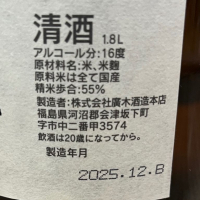 清酒 1.8L
アルコール分:16度
原材料名:米、米麹
原料米は全て国産
精米歩合:55%
製造者:株式会社廣木酒造本店
福島県河沼郡会津坂下町
字市中二番甲3574
飲酒は20歳になってから。
製造年月
2025.12.B